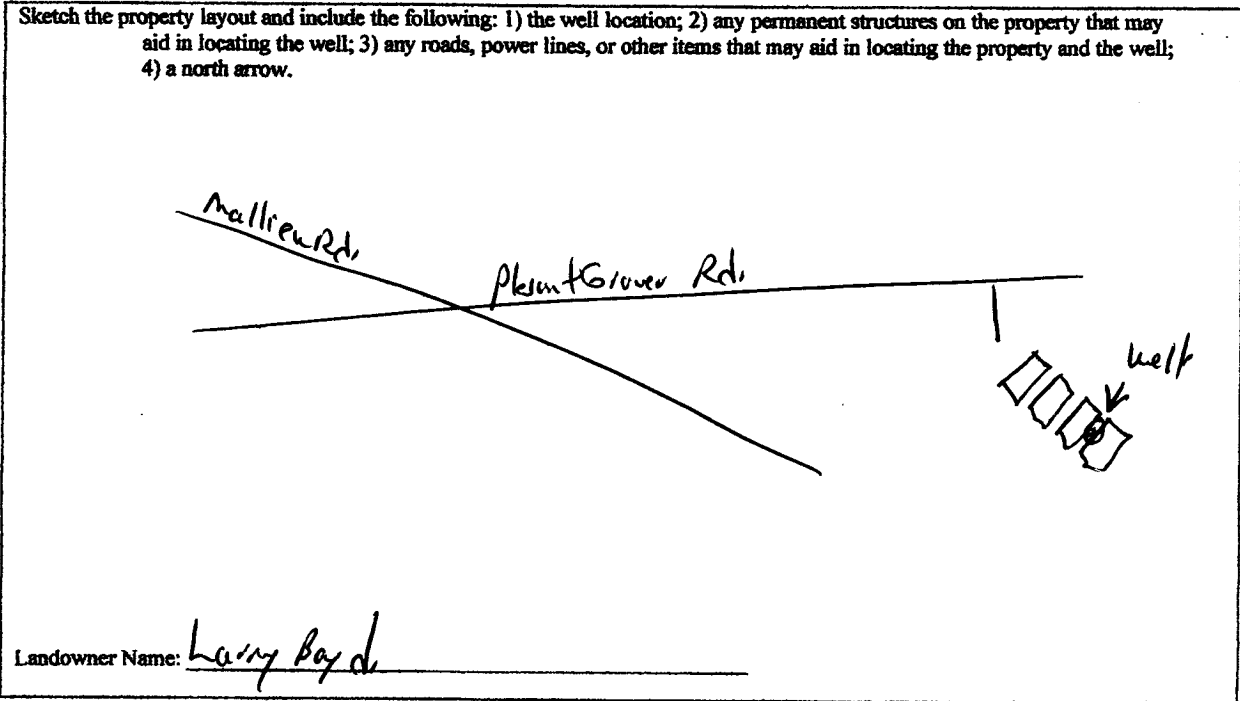 Sketch the property layout and include the following: 1) the well location; 2) any permanent structures on the property that may
aid in locating the well; 3) any roads, power lines, or other items that may aid in locating the property and the well;
4) a north arrow.
Rd.
Rd.
well
Landowner Name: Larry Boyd